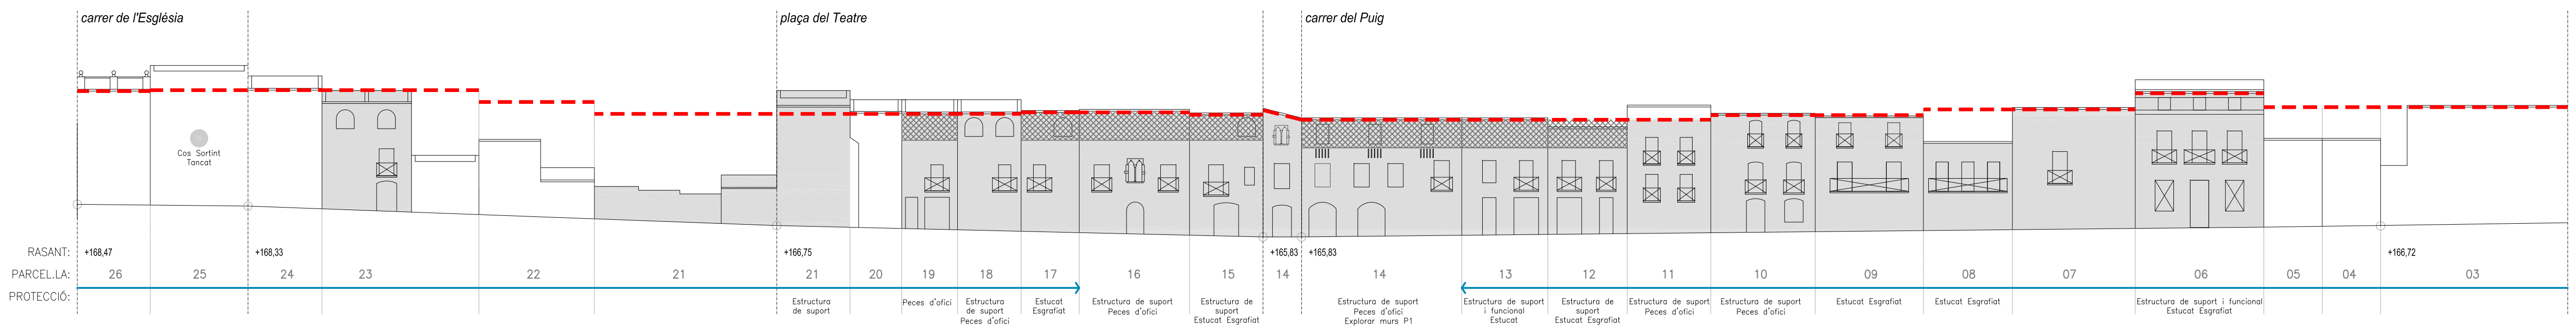 carrer de l'Església
plaça del Teatre
carrer del Puig
Cos Sortint
Tancat
RASANT: +168,47 +168,33 +166,75 +165,83 +165,83 +166,72
PARCEL.LA: 26 25 24 23 22 21 21 20 19 18 17 16 15 14 14 13 12 11 10 09 08 07 06 05 04 03
PROTECCIÓ:
Estructura
de suport
Peces d'ofici
Estructura
de suport
Peces d'ofici
Estucat
Esgrafiat
Estructura de suport
Peces d'ofici
Estructura de
suport
Estucat Esgrafiat
Estructura de suport
Peces d'ofici
Explorar murs P1
Estructura de suport
i funcional
Estucat
Estructura de
suport
Estucat Esgrafiat
Estructura de suport
Peces d'ofici
Estructura de suport
Peces d'ofici
Estucat Esgrafiat
Estucat Esgrafiat
Estructura de suport i funcional
Estucat Esgrafiat